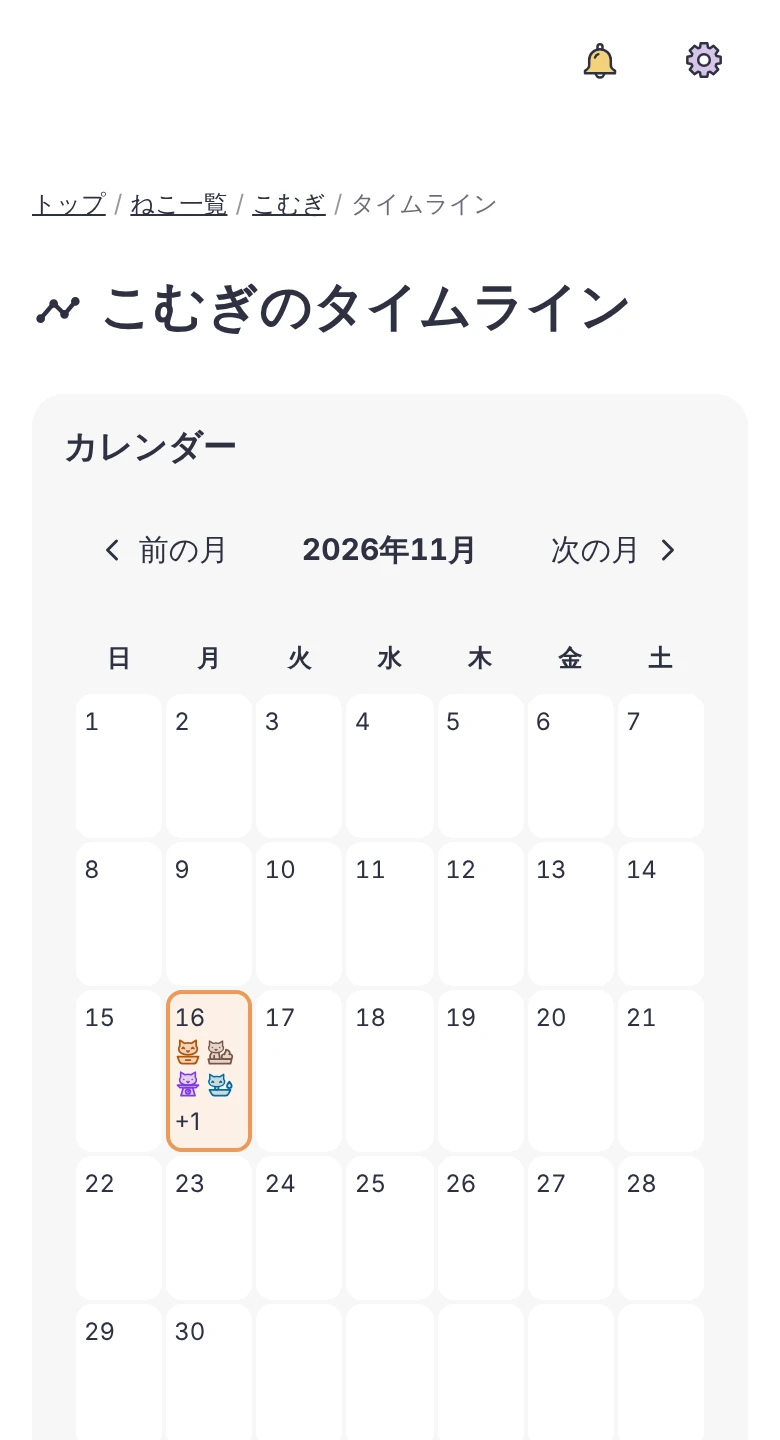 トップ / ねこ一覧 / こむぎ / タイムライン
こむぎのタイムライン
カレンダー
前の月 2026年11月 次の月
日 月 火 水 木 金 土
1 2 3 4 5 6 7
8 9 10 11 12 13 14
15 16 17 18 19 20 21
+1
22 23 24 25 26 27 28
29 30